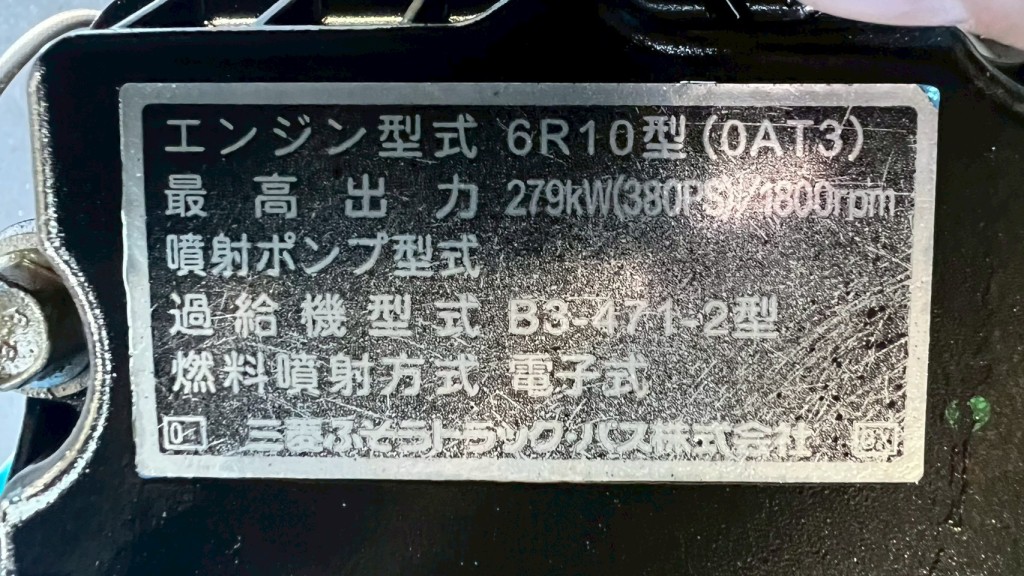 エンジン型式 6R10型(0AT3)
最高出力 279kW(380PS)/1800rpm
噴射ポンプ型式
過給機型式 B3-471-2型
燃料噴射方式 電子式
三菱ふそうトラック・バス株式会社